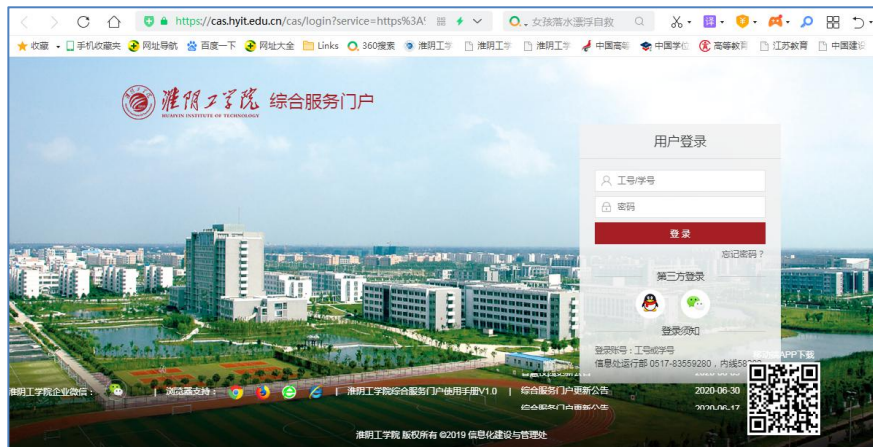 https://cas.hyit.edu.cn/cas/login?service=https%3A%
女孩落水漂浮自救
收藏 手机收藏夹 网址导航 百度一下 网址大全 Links 360搜索 淮阴工学 淮阴工学 淮阴工学 中国高等 中国学位 高等教育 江苏教育 中国建设
淮阴工学院 综合服务门户
HUAIYIN INSTITUTE OF TECHNOLOGY
用户登录
工号/学号
密码
登录
忘记密码？
第三方登录
登录须知
登录账号：工号或学号
信息处运行部 0517-83559280，内线58
APP下载
淮阴工学院企业微信： | 浏览器支持： | 淮阴工学院综合服务门户使用手册V1.0 | 综合服务门户更新公告 2020-06-30
综合服务门户更新公告 2020-06-17
淮阴工学院 版权所有 ©2019 信息化建设与管理处